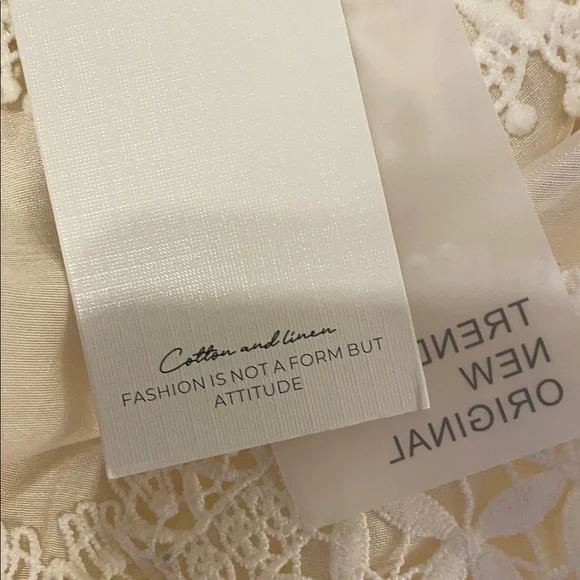 Cotton and linen
FASHION IS NOT A FORM BUT
ATTITUDE
TREND
NEW
ORIGINAL